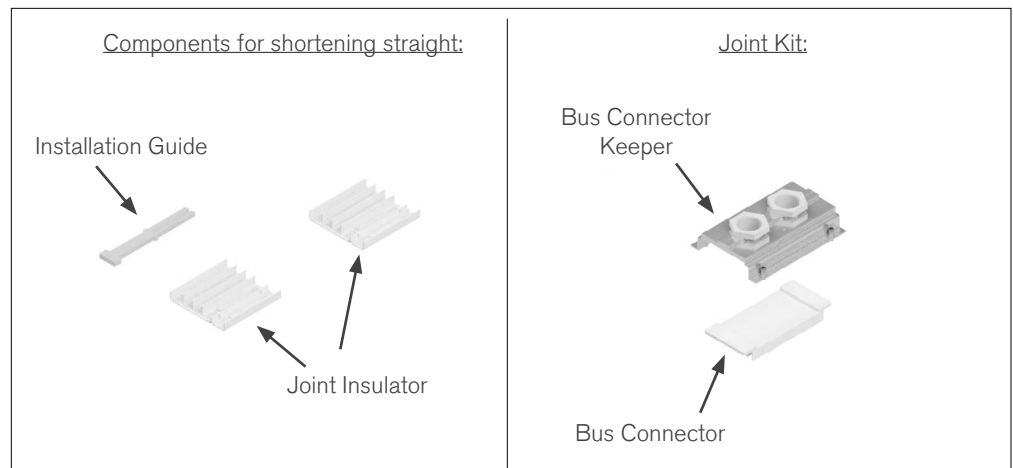 Components for shortening straight:
Installation Guide
Joint Insulator
Joint Kit:
Bus Connector
Keeper
Bus Connector